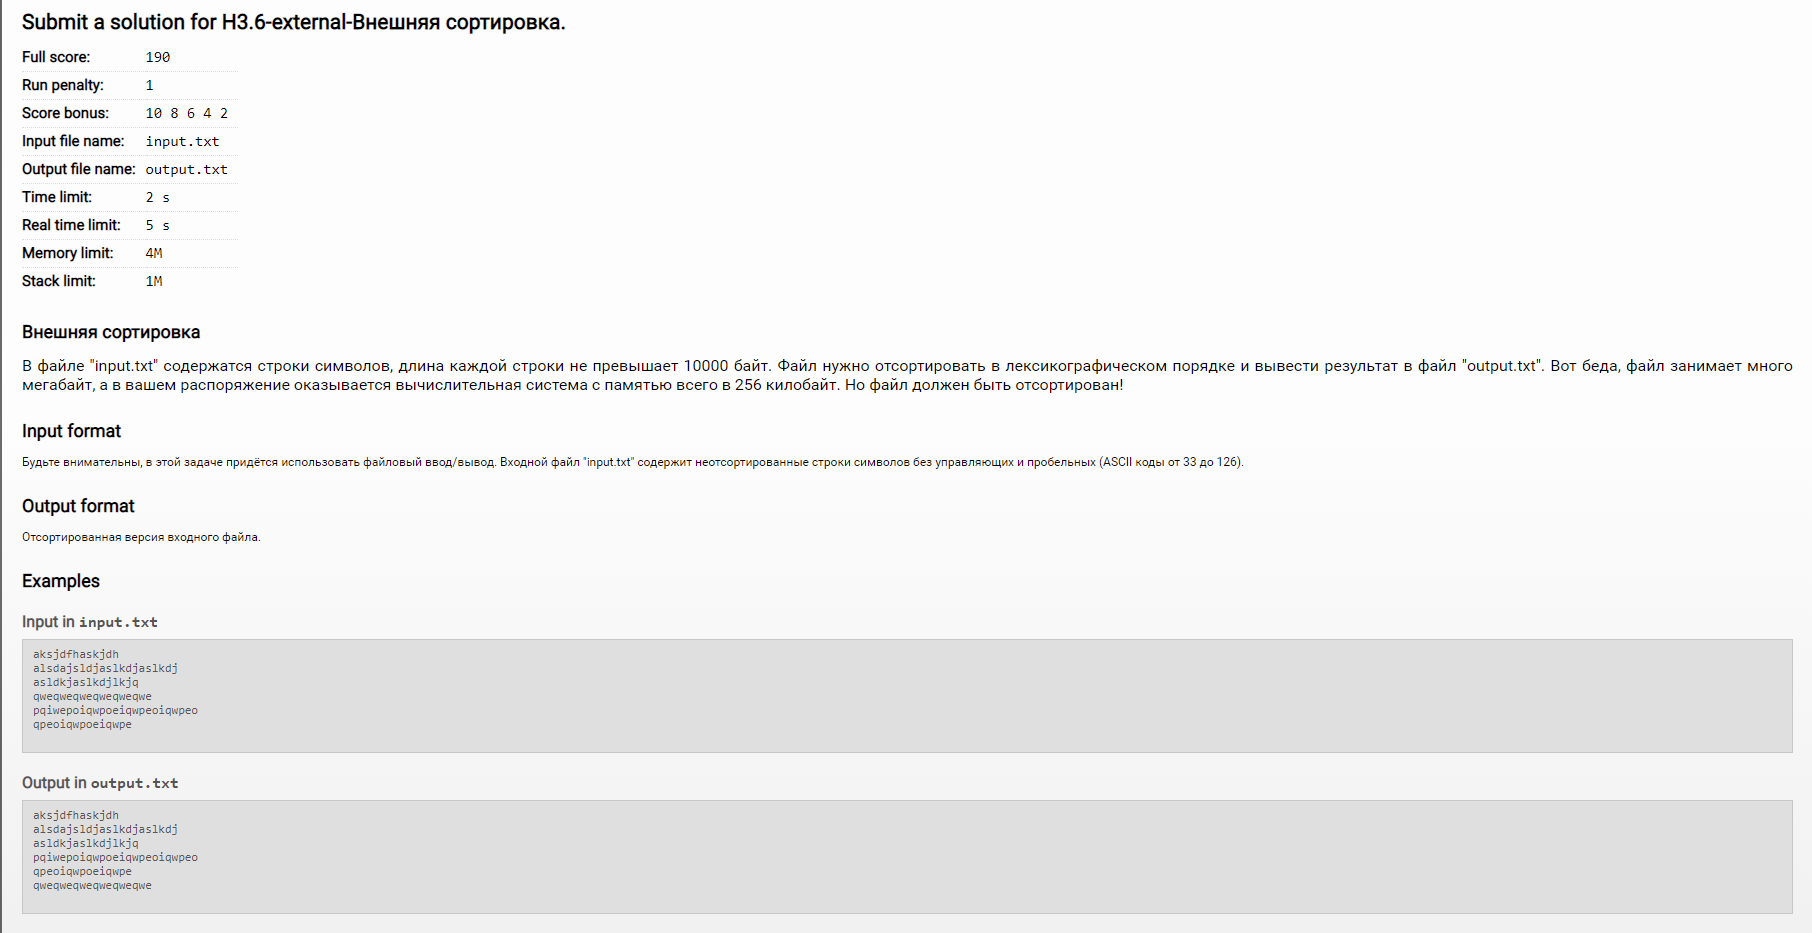 Submit a solution for H3.6-external-Внешняя сортировка.
Full score: 190
Run penalty: 1
Score bonus: 10 8 6 4 2
Input file name: input.txt
Output file name: output.txt
Time limit: 2 s
Real time limit: 5 s
Memory limit: 4M
Stack limit: 1M
Внешняя сортировка
В файле "input.txt" содержатся строки символов, длина каждой строки не превышает 10000 байт. Файл нужно отсортировать в лексикографическом порядке и вывести результат в файл "output.txt". Вот беда, файл занимает много
мегабайт, а в вашем распоряжение оказывается вычислительная система с памятью всего в 256 килобайт. Но файл должен быть отсортирован!
Input format
Будьте внимательны, в этой задаче придётся использовать файловый ввод/вывод. Входной файл "input.txt" содержит неотсортированные строки символов без управляющих и пробельных (ASCII коды от 33 до 126).
Output format
Отсортированная версия входного файла.
Examples
Input in input.txt
aksjdfhaskjdh
alsdajsldjaslkdjaslkdj
asldkjaslkdjlkjq
qweqweqweqweqweqwe
pqiwepoiqwpoeiqwpeoiqwpeo
qpeoiqwpoeiqwpe
Output in output.txt
aksjdfhaskjdh
alsdajsldjaslkdjaslkdj
asldkjaslkdjlkjq
pqiwepoiqwpoeiqwpeoiqwpeo
qpeoiqwpoeiqwpe
qweqweqweqweqweqwe